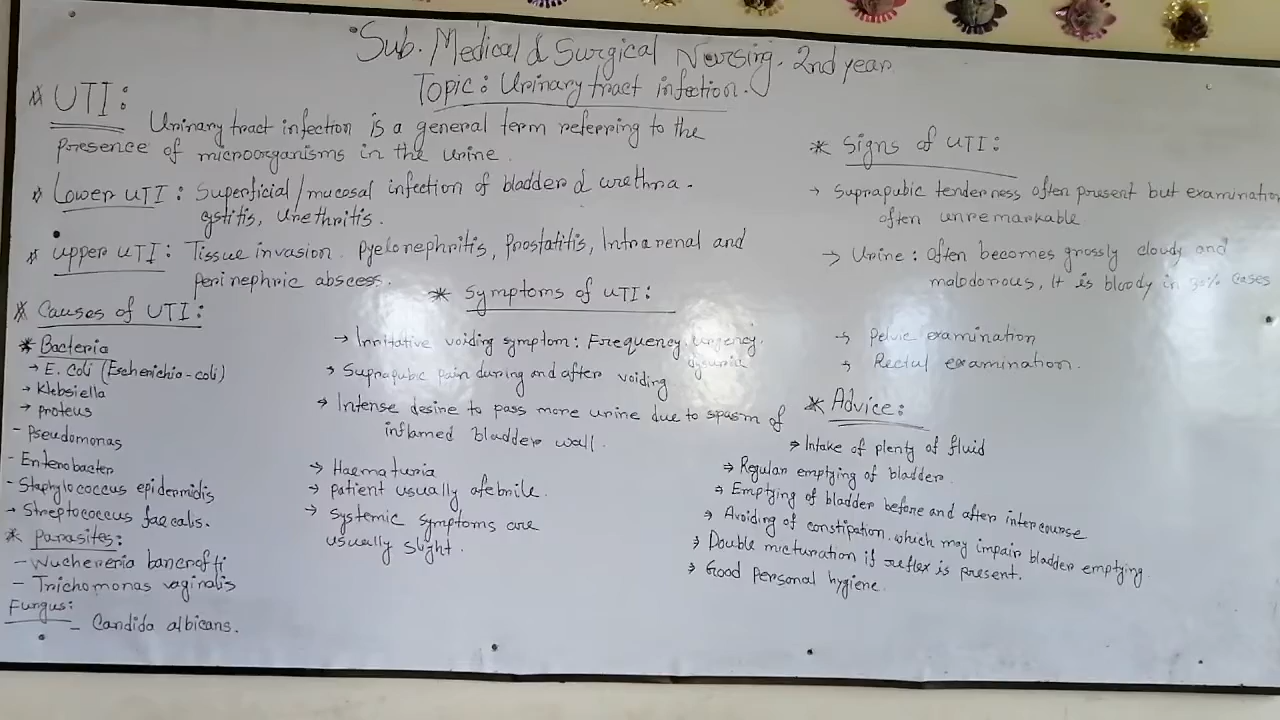 Sub. Medical & Surgical Nursing. 2nd year.
Topic: Urinary tract infection.
* UTI:
Urinary tract infection is a general term referring to the
presence of microorganisms in the urine.
* Lower UTI: Superficial/mucosal infection of bladder & urethra.
cystitis, Urethritis.
* upper UTI: Tissue invasion. Pyelonephritis, Prostatitis, Intrarenal and
Perinephric abscess.
* Causes of UTI:
* Bacteria
→ E. Coli (Escherichia-coli)
→ Klebsiella
→ proteus
- Pseudomonas
- Enterobacter
- Staphylococcus epidermidis
→ Streptococcus faecalis.
* Parasites:
- Wuchereria bancrofti
- Trichomonas vaginalis
Fungus:
- Candida albicans.
* Symptoms of UTI:
→ Irritative voiding symptom: Frequency, urgency,
dysuria
→ Suprapubic pain during and after voiding
→ Intense desire to pass more urine due to spasm of
inflamed bladder wall.
→ Haematuria
→ patient usually afebrile.
→ systemic symptoms are
usually slight.
* Signs of UTI:
→ Suprapubic tenderness often present but examination
often unremarkable
→ Urine: Often becomes grossly cloudy and
malodorous, It is bloody in 30% cases
→ Pelvic examination
→ Rectal examination.
* Advice:
→ Intake of plenty of fluid
→ Regular emptying of bladder.
→ Emptying of bladder before and after intercourse
→ Avoiding of constipation, which may impair bladder emptying.
→ Double micturation if reflex is present.
→ Good personal hygiene.